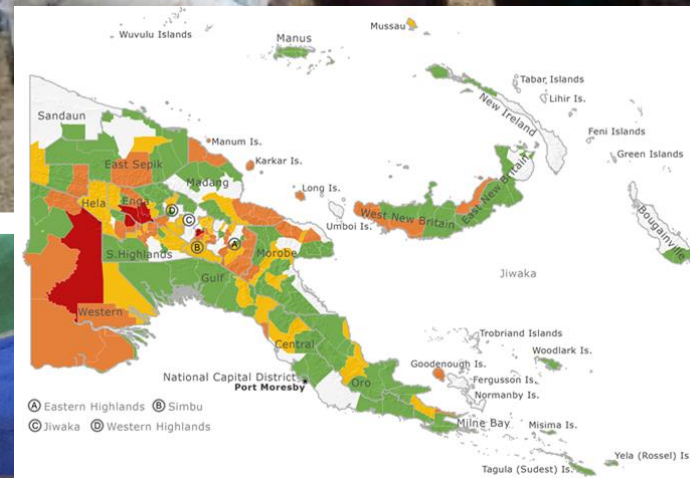 Wuvulu Islands
Manus
Mussau
Tabar Islands
Lihir Is.
New Ireland
Feni Islands
Green Islands
Sandaun
Manum Is.
East Sepik
Karkar Is.
Madang
Long Is.
Hela
Enga
D
C
Umboi Is.
West New Britain
East New Britain
Bougainville
B
A
S.Highlands
Morobe
Gulf
Jiwaka
Western
Central
Trobriand Islands
Woodlark Is.
Goodenough Is.
Fergusson Is.
Normanby Is.
National Capital District
Port Moresby
Oro
A Eastern Highlands B Simbu
C Jiwaka D Western Highlands
Milne Bay
Misima Is.
Yela (Rossel) Is
Tagula (Sudest) Is.